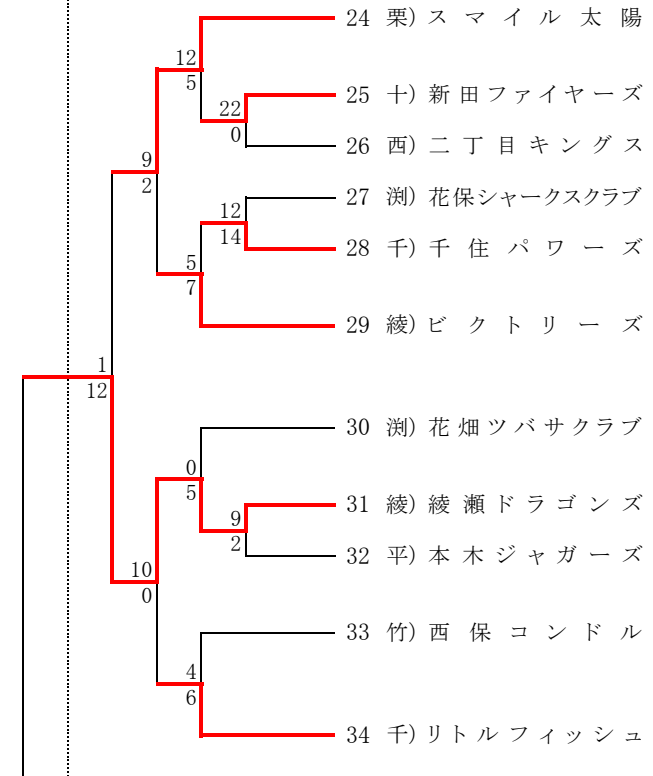 24 栗) スマイル太陽
12
5
25 十) 新田ファイヤーズ
22
0
26 西) 二丁目キングス
9
2
27 渕) 花保シャークスクラブ
12
14
28 千) 千住パワーズ
5
7
29 綾) ビクトリーズ
1
12
30 渕) 花畑ツバサクラブ
0
5
31 綾) 綾瀬ドラゴンズ
9
2
32 平) 本木ジャガーズ
10
0
33 竹) 西保コンドル
4
6
34 千) リトルフィッシュ